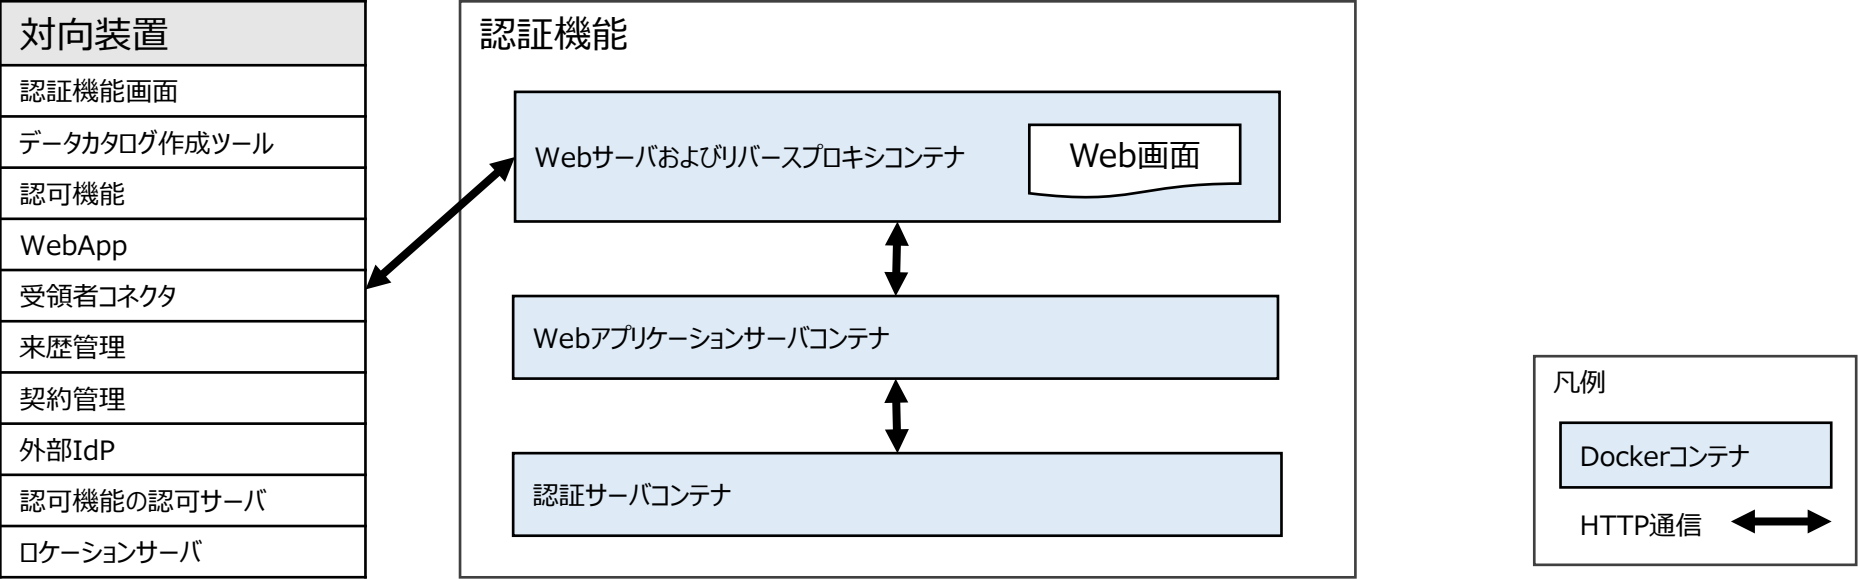 対向装置
認証機能画面
データカタログ作成ツール
認可機能
WebApp
受領者コネクタ
来歴管理
契約管理
外部IdP
認可機能の認可サーバ
ロケーションサーバ
認証機能
Webサーバおよびリバースプロキシコンテナ
Web画面
Webアプリケーションサーバコンテナ
認証サーバコンテナ
凡例
Dockerコンテナ
HTTP通信